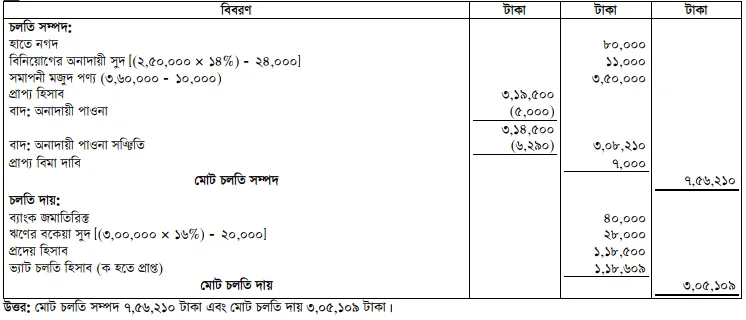 বিবরণ টাকা টাকা টাকা
চলতি সম্পদ:
হাতে নগদ ৮০,০০০
বিনিয়োগের অনাদায়ী সুদ [(২,৫০,০০০ × ১৪%) - ২৪,০০০] ১১,০০০
সমাপনী মজুদ পণ্য (৩,৬০,০০০ - ১০,০০০) ৩,৫০,০০০
প্রাপ্য হিসাব ৩,১৯,৫০০
বাদ: অনাদায়ী পাওনা (৫,০০০)
৩,১৪,৫০০
বাদ: অনাদায়ী পাওনা সঞ্চিতি (৬,২৯০) ৩,০৮,২১০
প্রাপ্য বিমা দাবি ৭,০০০
মোট চলতি সম্পদ ৭,৫৬,২১০
চলতি দায়:
ব্যাংক জমাতিরিক্ত ৪০,০০০
ঋণের বকেয়া সুদ [(৩,০০,০০০ × ১৬%) - ২০,০০০] ২৮,০০০
প্রদেয় হিসাব ১,১৮,৫০০
ভ্যাট চলতি হিসাব (ক হতে প্রাপ্ত) ১,১৮,৬০৯
মোট চলতি দায় ৩,০৫,১০৯
উত্তর: মোট চলতি সম্পদ ৭,৫৬,২১০ টাকা এবং মোট চলতি দায় ৩,০৫,১০৯ টাকা।